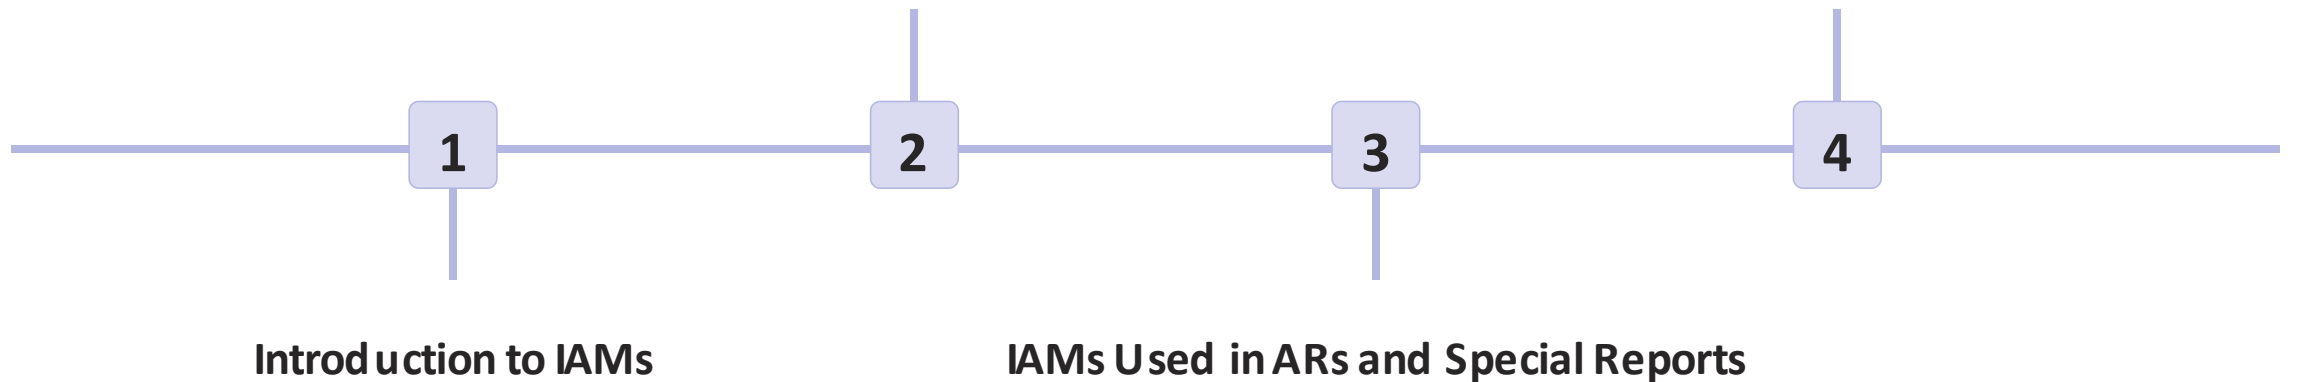 1 2 3 4
Introduction to IAMs IAMs Used in ARs and Special Reports